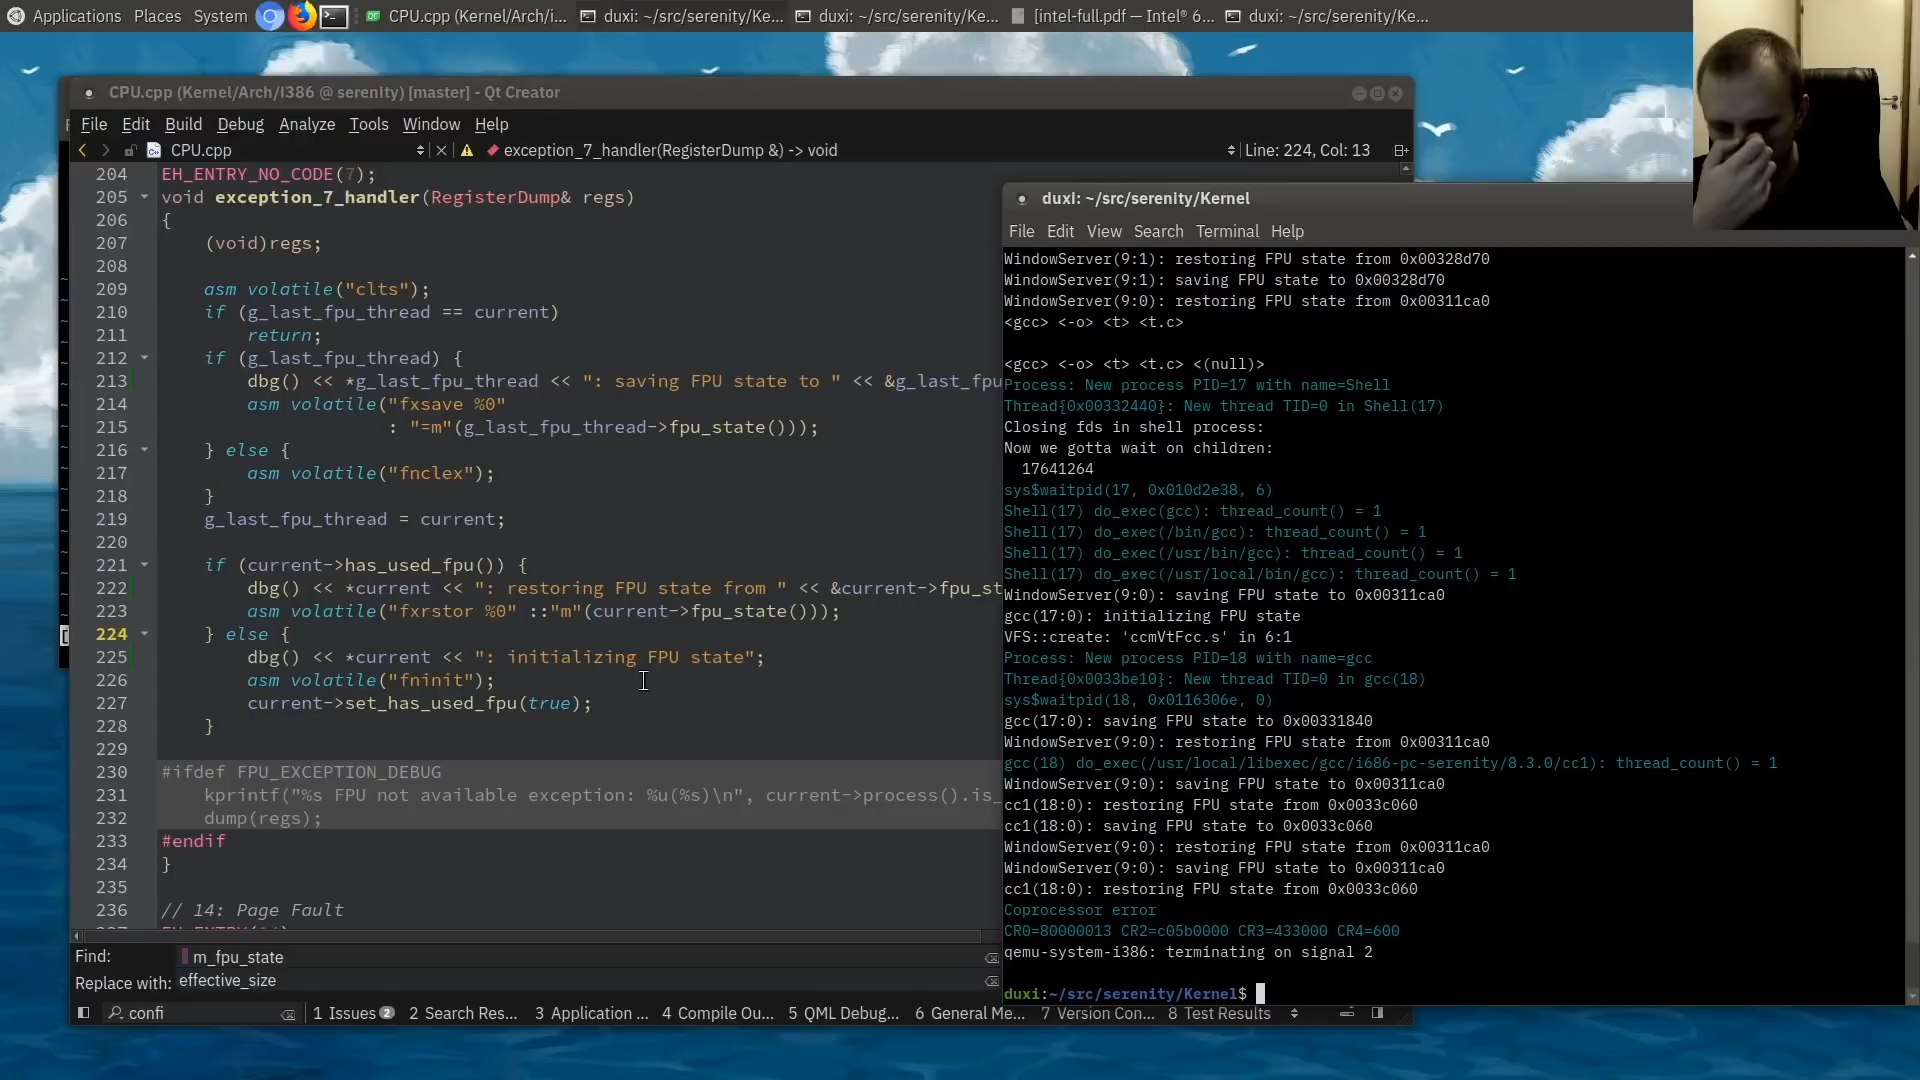 Applications Places System CPU.cpp (Kernel/Arch/i... duxi: ~/src/serenity/Ke... duxi: ~/src/serenity/Ke... [intel-full.pdf — Intel® 6... duxi: ~/src/serenity/Ke...
CPU.cpp (Kernel/Arch/i386 @ serenity) [master] - Qt Creator
File Edit Build Debug Analyze Tools Window Help
CPU.cpp exception_7_handler(RegisterDump &) -> void Line: 224, Col: 13
204 EH_ENTRY_NO_CODE(7);
205 void exception_7_handler(RegisterDump& regs)
206 {
207 (void)regs;
208
209 asm volatile("clts");
210 if (g_last_fpu_thread == current)
211 return;
212 if (g_last_fpu_thread) {
213 dbg() << *g_last_fpu_thread << ": saving FPU state to " << &g_last_fpu
214 asm volatile("fxsave %0"
215 : "=m"(g_last_fpu_thread->fpu_state()));
216 } else {
217 asm volatile("fnclex");
218 }
219 g_last_fpu_thread = current;
220
221 if (current->has_used_fpu()) {
222 dbg() << *current << ": restoring FPU state from " << &current->fpu_st
223 asm volatile("fxrstor %0" ::"m"(current->fpu_state()));
224 } else {
225 dbg() << *current << ": initializing FPU state";
226 asm volatile("fninit");
227 current->set_has_used_fpu(true);
228 }
229
230 #ifdef FPU_EXCEPTION_DEBUG
231 kprintf("%s FPU not available exception: %u(%s)\n", current->process().is_
232 dump(regs);
233 #endif
234 }
235
236 // 14: Page Fault
Find: m_fpu_state
Replace with: effective_size
confi 1 Issues 2 2 Search Res... 3 Application ... 4 Compile Ou... 5 QML Debug... 6 General Me... 7 Version Con... 8 Test Results
duxi: ~/src/serenity/Kernel
File Edit View Search Terminal Help
WindowServer(9:1): restoring FPU state from 0x00328d70
WindowServer(9:1): saving FPU state to 0x00328d70
WindowServer(9:0): restoring FPU state from 0x00311ca0
<gcc> <-o> <t> <t.c>
<gcc> <-o> <t> <t.c> <(null)>
Process: New process PID=17 with name=Shell
Thread{0x00332440}: New thread TID=0 in Shell(17)
Closing fds in shell process:
Now we gotta wait on children:
17641264
sys$waitpid(17, 0x010d2e38, 6)
Shell(17) do_exec(gcc): thread_count() = 1
Shell(17) do_exec(/bin/gcc): thread_count() = 1
Shell(17) do_exec(/usr/bin/gcc): thread_count() = 1
Shell(17) do_exec(/usr/local/bin/gcc): thread_count() = 1
WindowServer(9:0): saving FPU state to 0x00311ca0
gcc(17:0): initializing FPU state
VFS::create: 'ccmVtFcc.s' in 6:1
Process: New process PID=18 with name=gcc
Thread{0x0033be10}: New thread TID=0 in gcc(18)
sys$waitpid(18, 0x0116306e, 0)
gcc(17:0): saving FPU state to 0x00331840
WindowServer(9:0): restoring FPU state from 0x00311ca0
gcc(18) do_exec(/usr/local/libexec/gcc/i686-pc-serenity/8.3.0/cc1): thread_count() = 1
WindowServer(9:0): saving FPU state to 0x00311ca0
cc1(18:0): restoring FPU state from 0x0033c060
cc1(18:0): saving FPU state to 0x0033c060
WindowServer(9:0): restoring FPU state from 0x00311ca0
WindowServer(9:0): saving FPU state to 0x00311ca0
cc1(18:0): restoring FPU state from 0x0033c060
Coprocessor error
CR0=80000013 CR2=c05b0000 CR3=433000 CR4=600
qemu-system-i386: terminating on signal 2
duxi:~/src/serenity/Kernel$